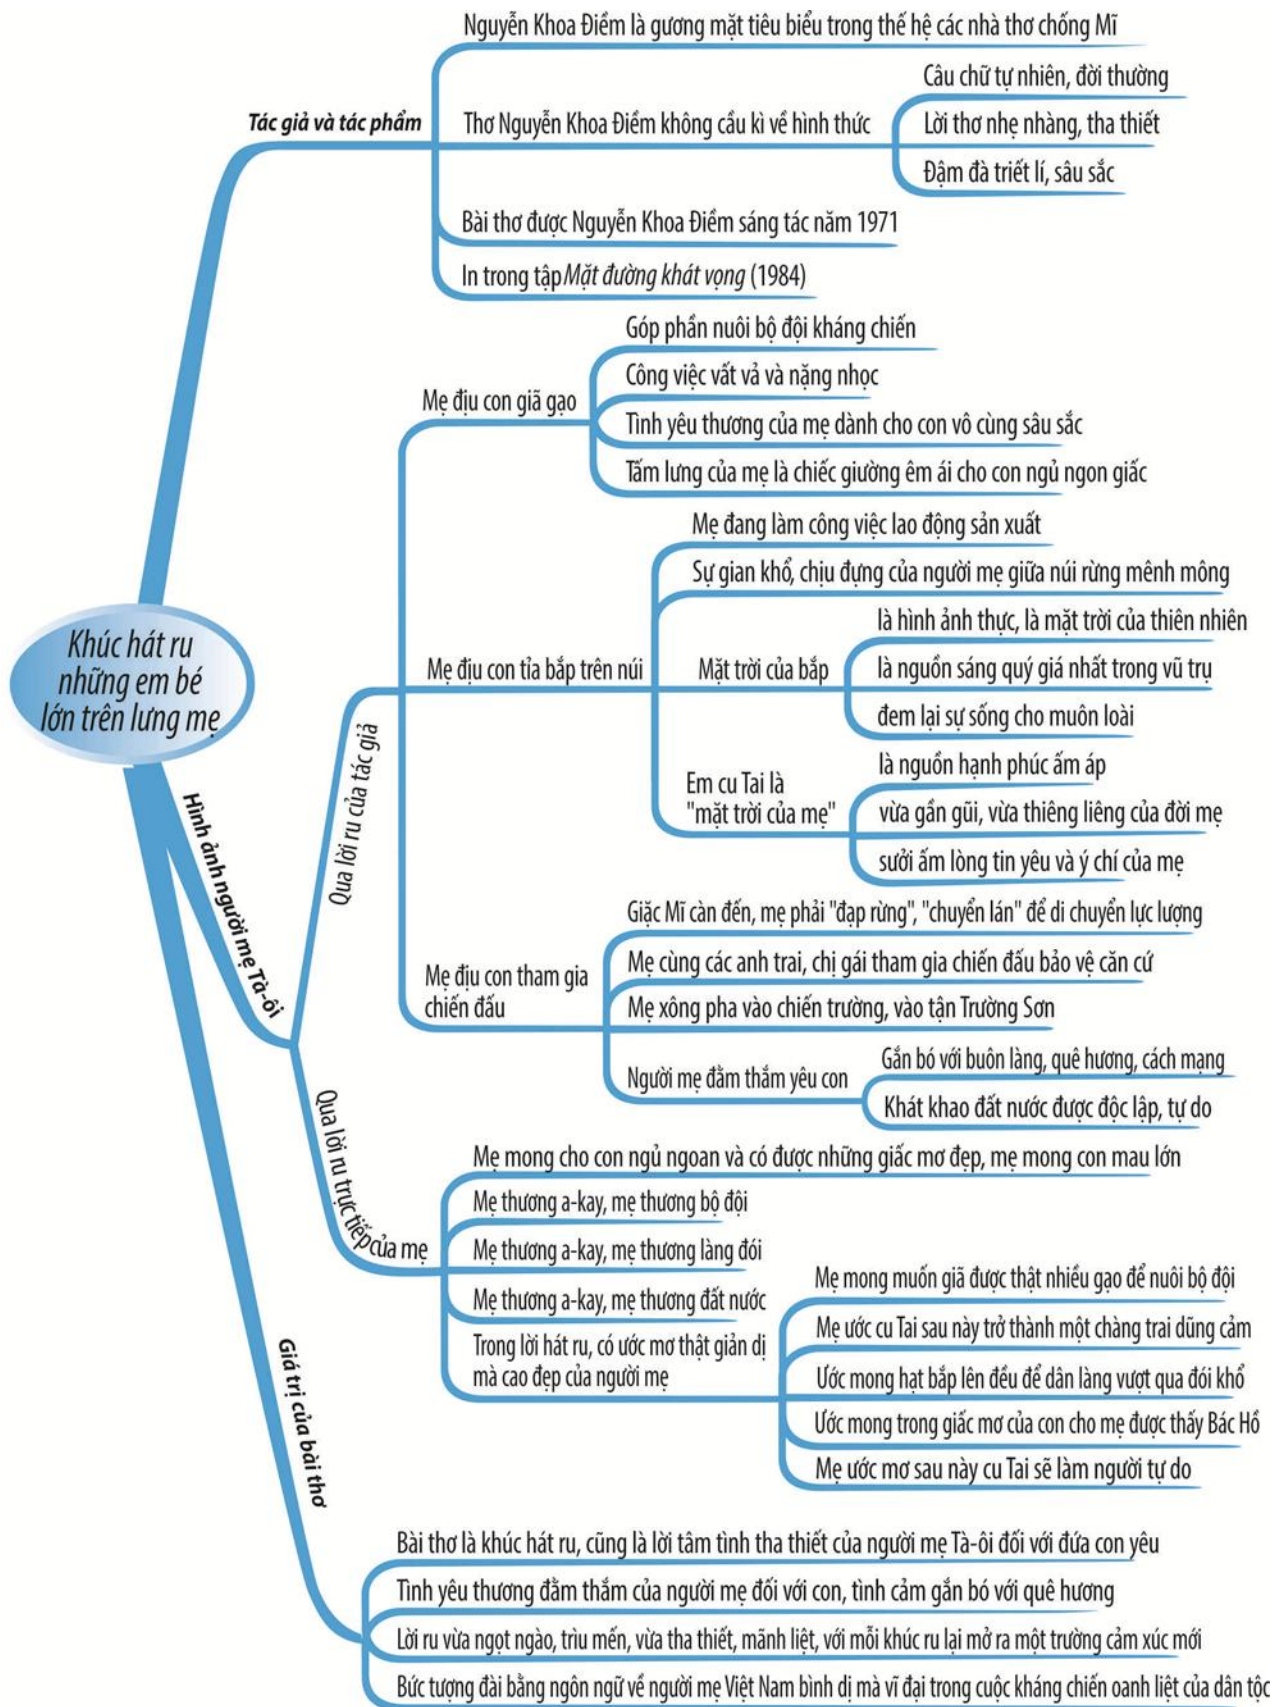 Khúc hát ru
những em bé
lớn trên lưng mẹ
Tác giả và tác phẩm
Nguyễn Khoa Điềm là gương mặt tiêu biểu trong thế hệ các nhà thơ chống Mĩ
Thơ Nguyễn Khoa Điềm không cầu kì về hình thức
Câu chữ tự nhiên, đời thường
Lời thơ nhẹ nhàng, tha thiết
Đậm đà triết lí, sâu sắc
Bài thơ được Nguyễn Khoa Điềm sáng tác năm 1971
In trong tập Mặt đường khát vọng (1984)
Hình ảnh người mẹ Tà-ôi
Qua lời ru của tác giả
Mẹ địu con giã gạo
Góp phần nuôi bộ đội kháng chiến
Công việc vất vả và nặng nhọc
Tình yêu thương của mẹ dành cho con vô cùng sâu sắc
Tấm lưng của mẹ là chiếc giường êm ái cho con ngủ ngon giấc
Mẹ địu con tỉa bắp trên núi
Mẹ đang làm công việc lao động sản xuất
Sự gian khổ, chịu đựng của người mẹ giữa núi rừng mênh mông
Mặt trời của bắp
là hình ảnh thực, là mặt trời của thiên nhiên
là nguồn sáng quý giá nhất trong vũ trụ
đem lại sự sống cho muôn loài
Em cu Tai là
"mặt trời của mẹ"
là nguồn hạnh phúc ấm áp
vừa gần gũi, vừa thiêng liêng của đời mẹ
sưởi ấm lòng tin yêu và ý chí của mẹ
Mẹ địu con tham gia
chiến đấu
Giặc Mĩ càn đến, mẹ phải "đạp rừng", "chuyển lán" để di chuyển lực lượng
Mẹ cùng các anh trai, chị gái tham gia chiến đấu bảo vệ căn cứ
Mẹ xông pha vào chiến trường, vào tận Trường Sơn
Người mẹ đằm thắm yêu con
Gắn bó với buôn làng, quê hương, cách mạng
Khát khao đất nước được độc lập, tự do
Qua lời ru trực tiếp của mẹ
Mẹ mong cho con ngủ ngoan và có được những giấc mơ đẹp, mẹ mong con mau lớn
Mẹ thương a-kay, mẹ thương bộ đội
Mẹ thương a-kay, mẹ thương làng đói
Mẹ thương a-kay, mẹ thương đất nước
Trong lời hát ru, có ước mơ thật giản dị
mà cao đẹp của người mẹ
Mẹ mong muốn giã được thật nhiều gạo để nuôi bộ đội
Mẹ ước cu Tai sau này trở thành một chàng trai dũng cảm
Ước mong hạt bắp lên đều để dân làng vượt qua đói khổ
Ước mong trong giấc mơ của con cho mẹ được thấy Bác Hồ
Mẹ ước mơ sau này cu Tai sẽ làm người tự do
Giá trị của bài thơ
Bài thơ là khúc hát ru, cũng là lời tâm tình tha thiết của người mẹ Tà-ôi đối với đứa con yêu
Tình yêu thương đằm thắm của người mẹ đối với con, tình cảm gắn bó với quê hương
Lời ru vừa ngọt ngào, trìu mến, vừa tha thiết, mãnh liệt, với mỗi khúc ru lại mở ra một trường cảm xúc mới
Bức tượng đài bằng ngôn ngữ về người mẹ Việt Nam bình dị mà vĩ đại trong cuộc kháng chiến oanh liệt của dân tộc